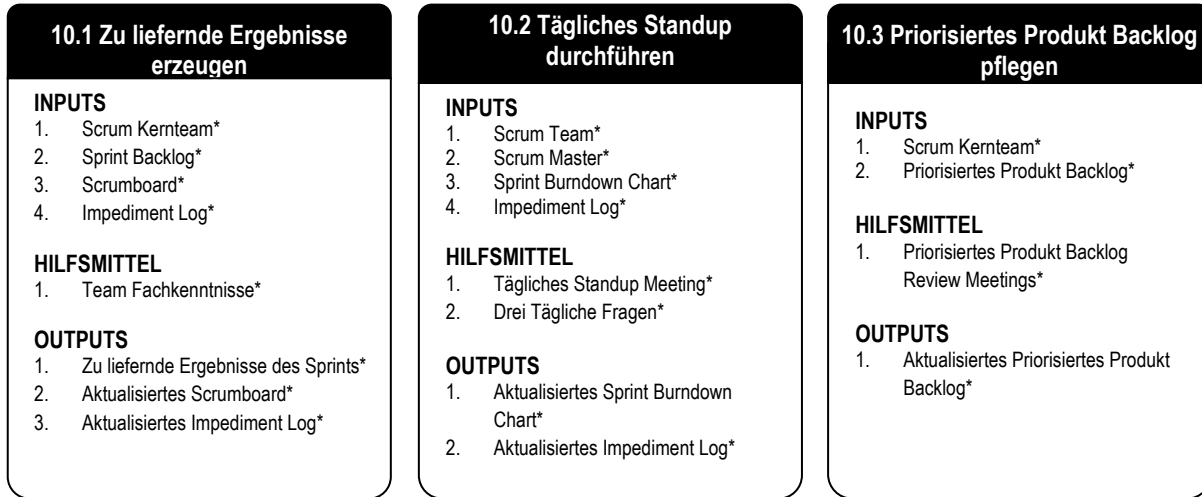 10.1 Zu liefernde Ergebnisse
erzeugen
INPUTS
1. Scrum Kernteam*
2. Sprint Backlog*
3. Scrumboard*
4. Impediment Log*
HILFSMITTEL
1. Team Fachkenntnisse*
OUTPUTS
1. Zu liefernde Ergebnisse des Sprints*
2. Aktualisiertes Scrumboard*
3. Aktualisiertes Impediment Log*
10.2 Tägliches Standup
durchführen
INPUTS
1. Scrum Team*
2. Scrum Master*
3. Sprint Burndown Chart*
4. Impediment Log*
HILFSMITTEL
1. Tägliches Standup Meeting*
2. Drei Tägliche Fragen*
OUTPUTS
1. Aktualisiertes Sprint Burndown
Chart*
2. Aktualisiertes Impediment Log*
10.3 Priorisiertes Produkt Backlog
pflegen
INPUTS
1. Scrum Kernteam*
2. Priorisiertes Produkt Backlog*
HILFSMITTEL
1. Priorisiertes Produkt Backlog
Review Meetings*
OUTPUTS
1. Aktualisiertes Priorisiertes Produkt
Backlog*